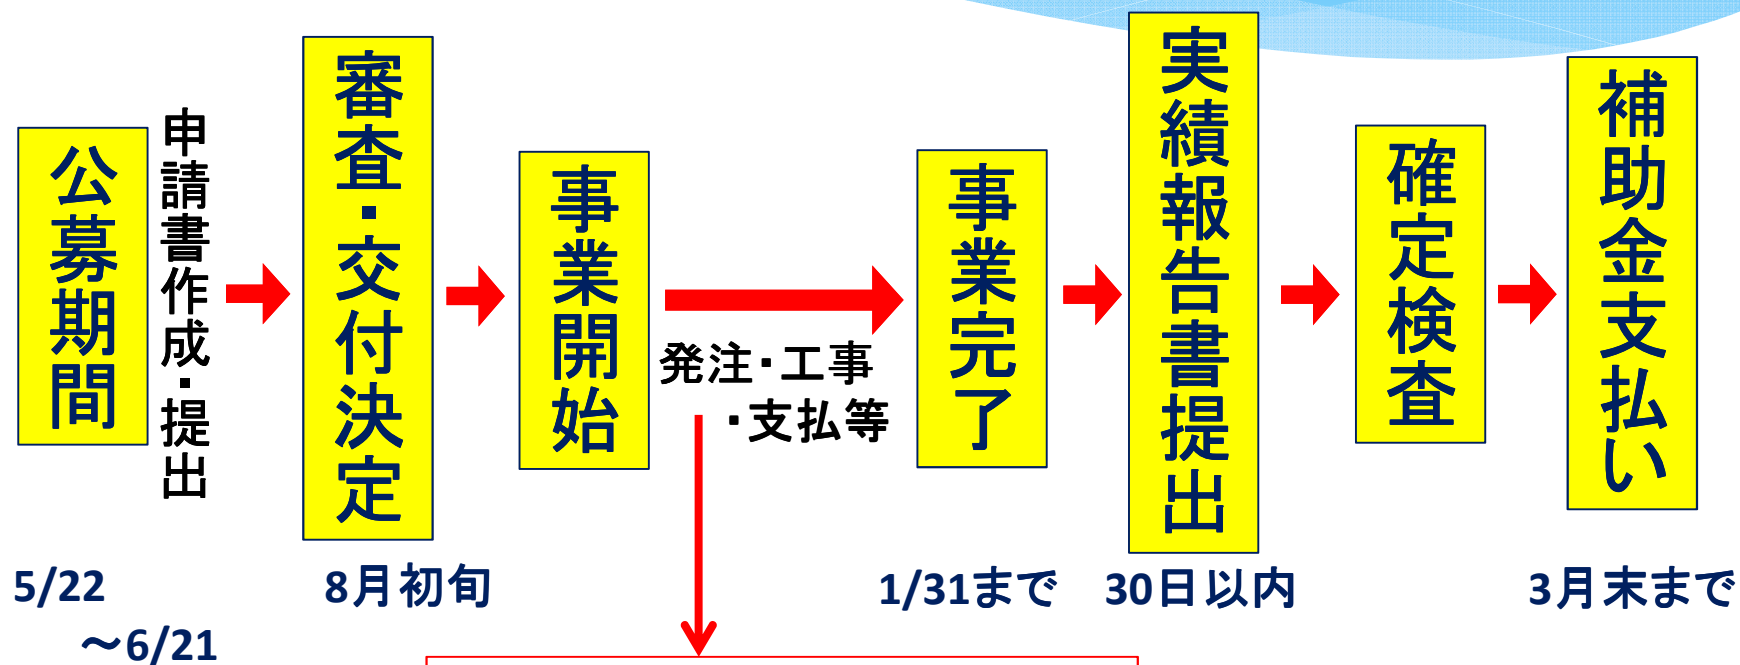 公募期間
申請書作成・提出
審査・交付決定
事業開始
発注・工事
・支払等
事業完了
実績報告書提出
確定検査
補助金支払い
5/22
～6/21
8月初旬
1/31まで
30日以内
3月末まで